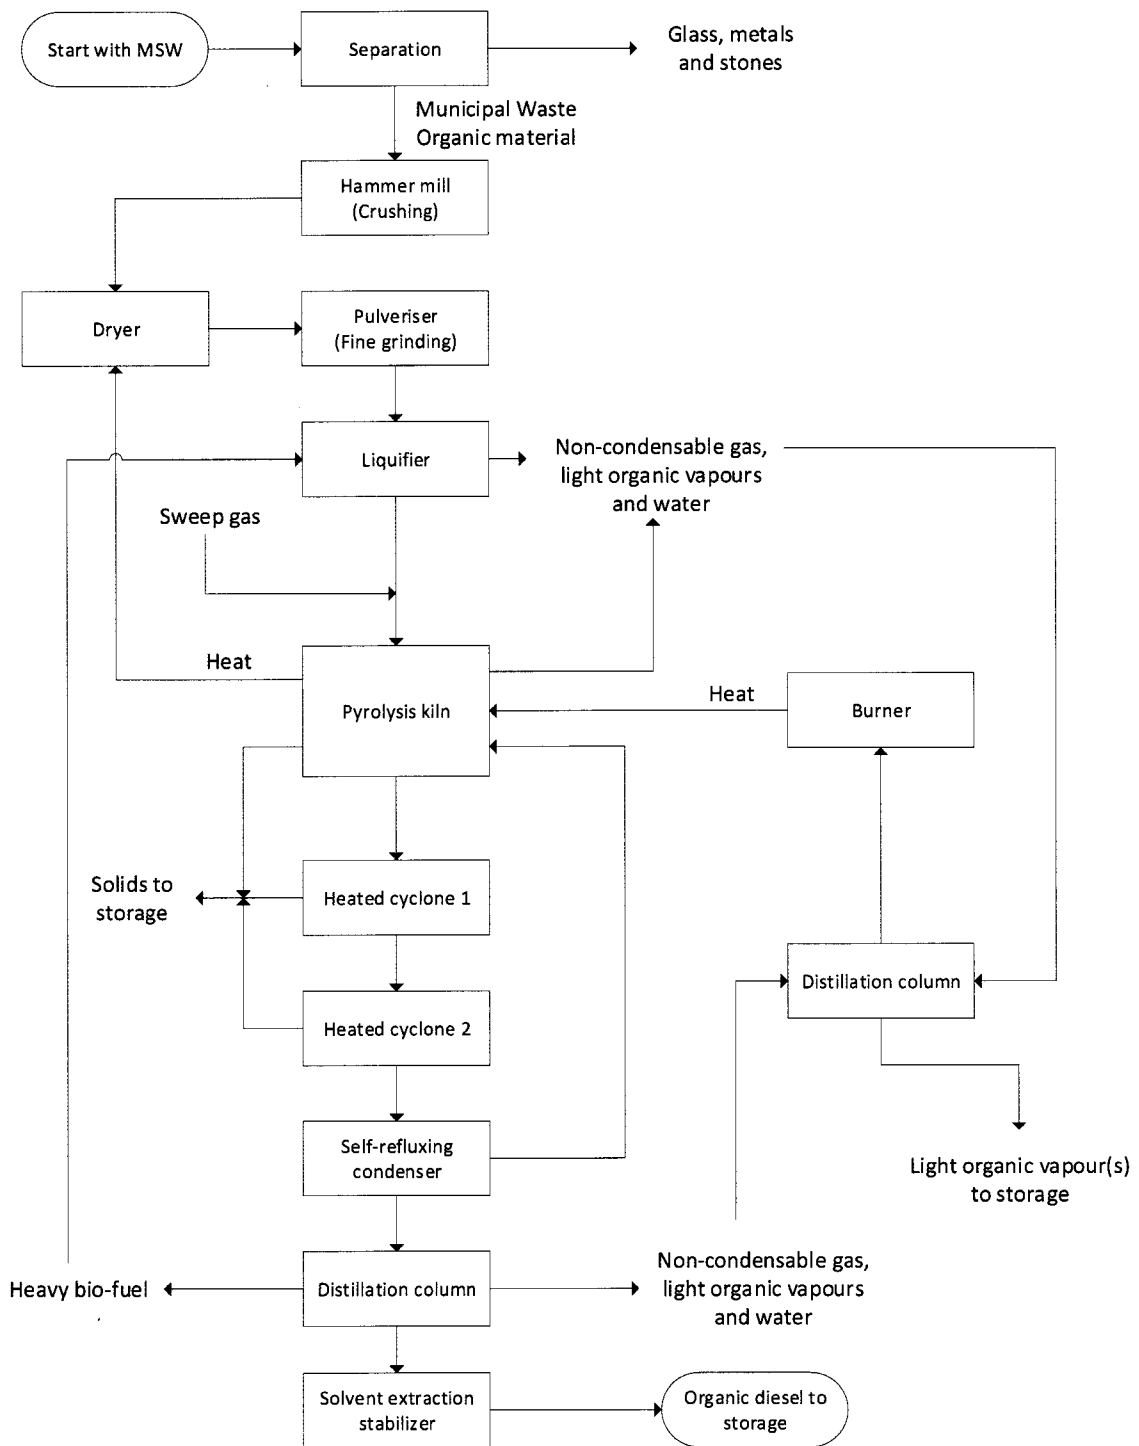 Start with MSW
Separation
Glass, metals
and stones
Municipal Waste
Organic material
Hammer mill
(Crushing)
Dryer
Pulveriser
(Fine grinding)
Liquifier
Non-condensable gas,
light organic vapours
and water
Sweep gas
Heat
Pyrolysis kiln
Heat
Burner
Solids to
storage
Heated cyclone 1
Distillation column
Heated cyclone 2
Self-refluxing
condenser
Light organic vapour(s)
to storage
Heavy bio-fuel
Distillation column
Non-condensable gas,
light organic vapours
and water
Solvent extraction
stabilizer
Organic diesel to
storage